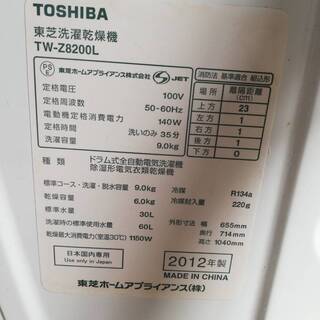 TOSHIBA
東芝洗濯乾燥機
TW-Z8200L
PS E 東芝ホームアプライアンス株式会社 S JET
定格電圧 100V
定格周波数 50-60Hz
電動機定格消費電力 140W
定格時間 洗いのみ 35分
洗濯容量 9.0kg
消防法 基準適合 組込形
場所 離隔距離(cm)
上方 23
左方 1
右方 1
後方 1
下方 0
種類 ドラム式全自動電気洗濯機
除湿形電気衣類乾燥機
標準コース・洗濯・脱水容量 9.0kg
乾燥容量 6.0kg
標準水量 30L
洗濯時の標準使用水量 60L
乾燥最大消費電力(室温30℃) 1150W
冷媒 R134a
冷媒封入量 220g
外形寸法 幅 655mm
奥行 714mm
高さ 1040mm
日本国内専用
Use only in Japan
2012年製
MADE IN CHINA
東芝ホームアプライアンス(株)